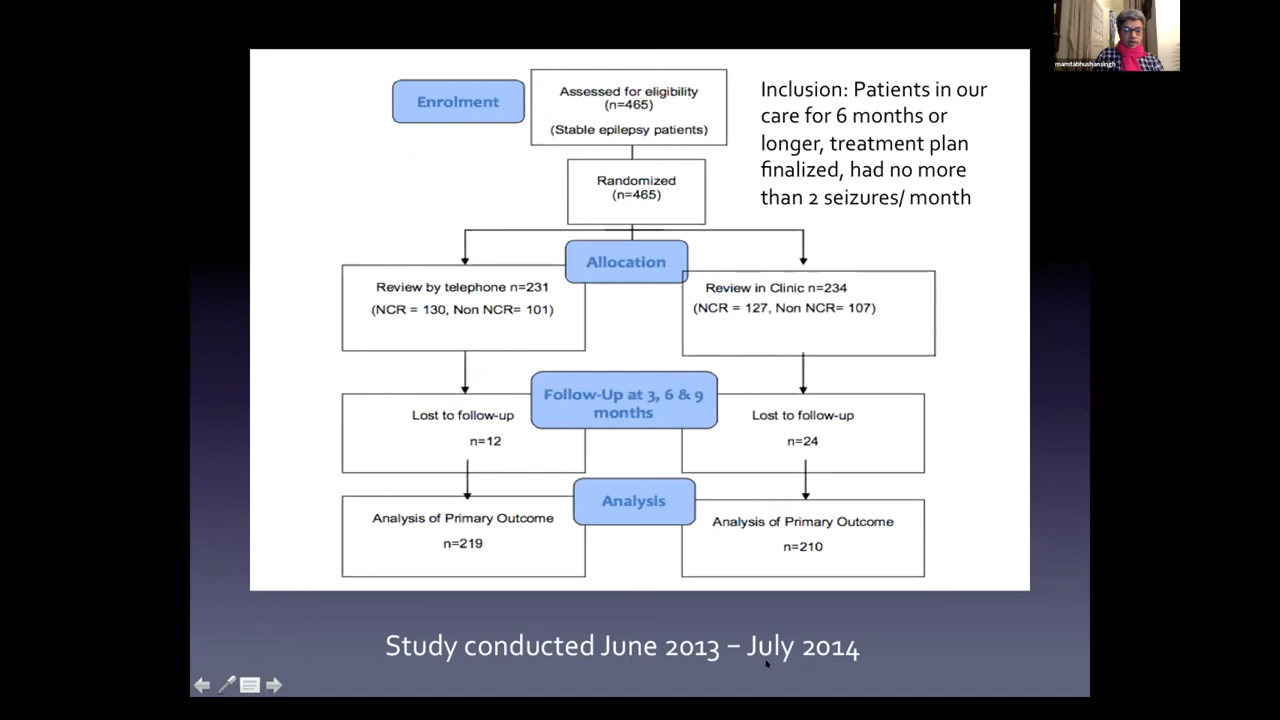 mamtabhushansingh
Enrolment
Assessed for eligibility
(n=465)
(Stable epilepsy patients)
Inclusion: Patients in our
care for 6 months or
longer, treatment plan
finalized, had no more
than 2 seizures/ month
Randomized
(n=465)
Allocation
Review by telephone n=231
(NCR = 130, Non NCR= 101)
Review in Clinic n=234
(NCR = 127, Non NCR= 107)
Follow-Up at 3, 6 & 9
months
Lost to follow-up
n=12
Lost to follow-up
n=24
Analysis
Analysis of Primary Outcome
n=219
Analysis of Primary Outcome
n=210
Study conducted June 2013 – July 2014